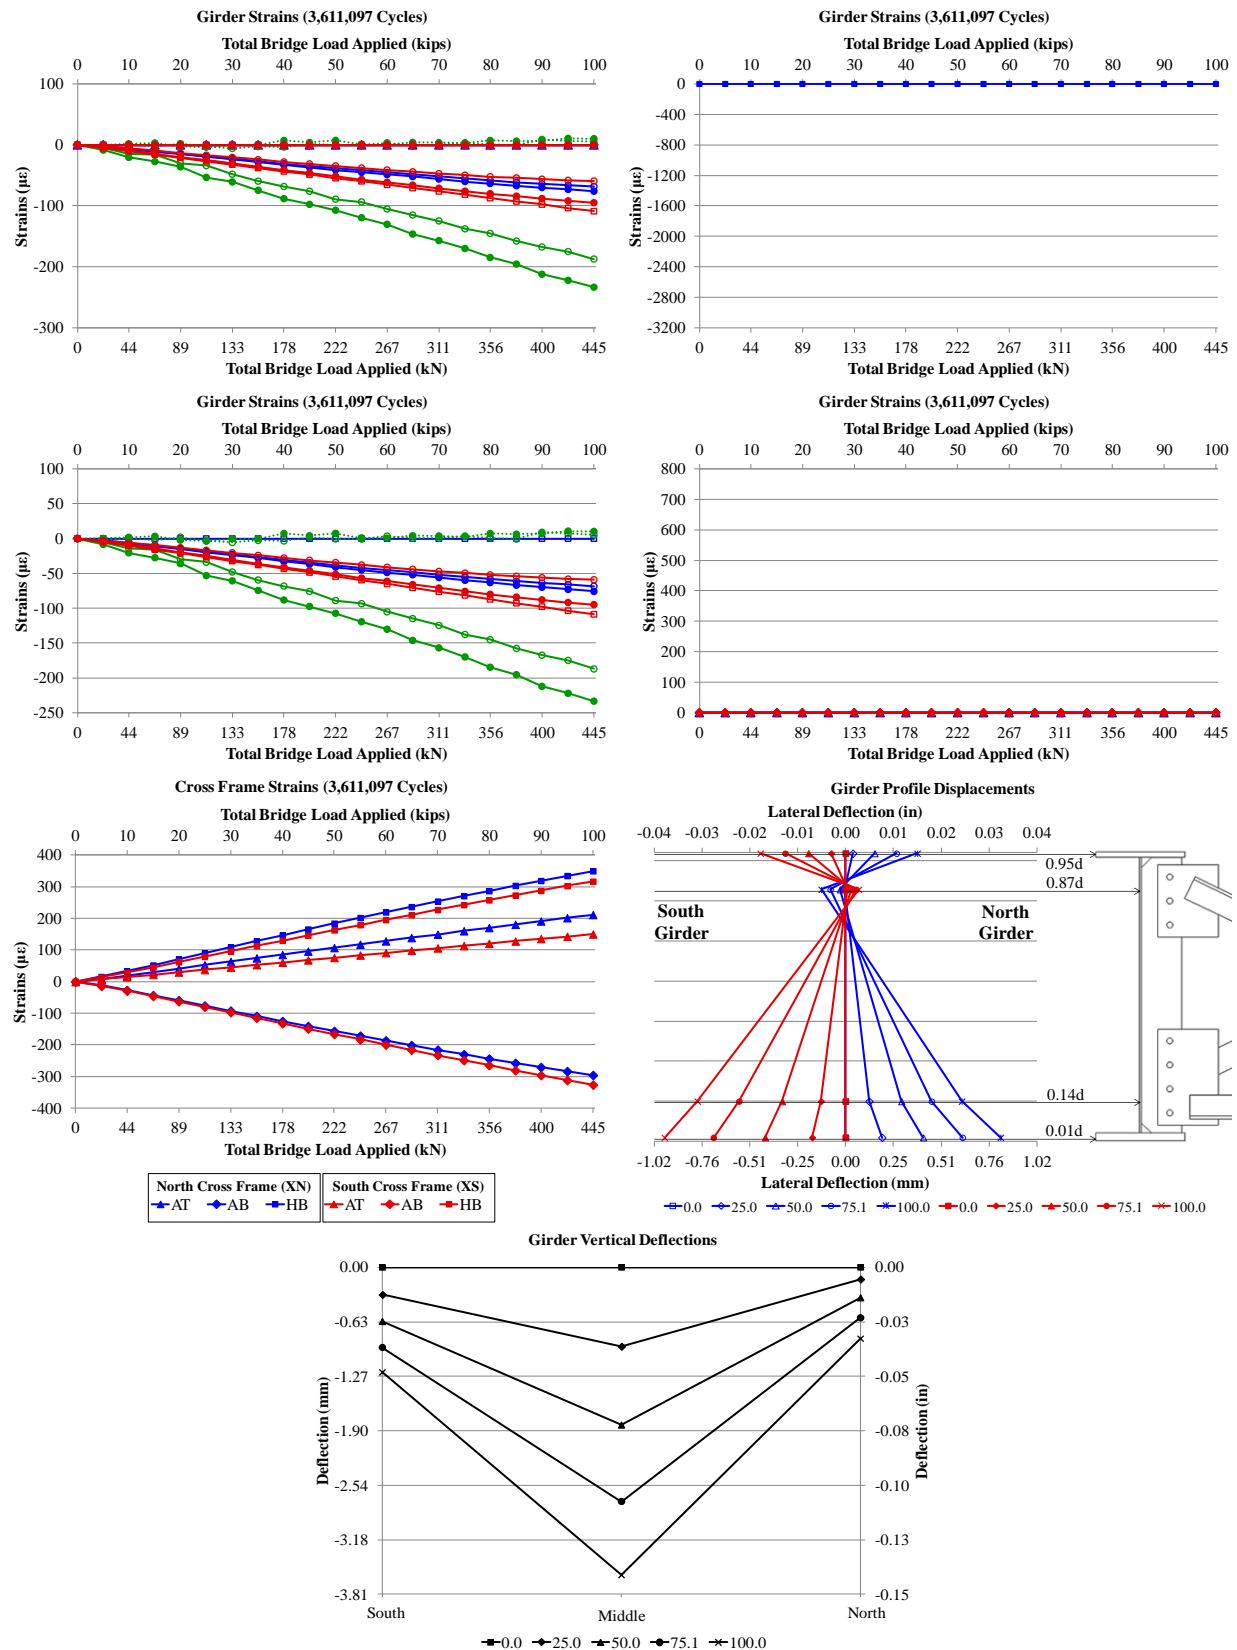 Girder Strains (3,611,097 Cycles)
Total Bridge Load Applied (kips)
0 10 20 30 40 50 60 70 80 90 100
100
0
-100
-200
-300
Strains (µε)
0 44 89 133 178 222 267 311 356 400 445
Total Bridge Load Applied (kN)
Girder Strains (3,611,097 Cycles)
Total Bridge Load Applied (kips)
0 10 20 30 40 50 60 70 80 90 100
0
-400
-800
-1200
-1600
-2000
-2400
-2800
-3200
Strains (µε)
0 44 89 133 178 222 267 311 356 400 445
Total Bridge Load Applied (kN)
Girder Strains (3,611,097 Cycles)
Total Bridge Load Applied (kips)
0 10 20 30 40 50 60 70 80 90 100
100
50
0
-50
-100
-150
-200
-250
Strains (µε)
0 44 89 133 178 222 267 311 356 400 445
Total Bridge Load Applied (kN)
Girder Strains (3,611,097 Cycles)
Total Bridge Load Applied (kips)
0 10 20 30 40 50 60 70 80 90 100
800
700
600
500
400
300
200
100
0
Strains (µε)
0 44 89 133 178 222 267 311 356 400 445
Total Bridge Load Applied (kN)
Cross Frame Strains (3,611,097 Cycles)
Total Bridge Load Applied (kips)
0 10 20 30 40 50 60 70 80 90 100
400
300
200
100
0
-100
-200
-300
-400
Strains (µε)
0 44 89 133 178 222 267 311 356 400 445
Total Bridge Load Applied (kN)
North Cross Frame (XN) South Cross Frame (XS)
AT AB HB AT AB HB
Girder Profile Displacements
Lateral Deflection (in)
-0.04 -0.03 -0.02 -0.01 0.00 0.01 0.02 0.03 0.04
0.95d
0.87d
South Girder
North Girder
0.14d
0.01d
-1.02 -0.76 -0.51 -0.25 0.00 0.25 0.51 0.76 1.02
Lateral Deflection (mm)
0.0 25.0 50.0 75.1 100.0 0.0 25.0 50.0 75.1 100.0
Girder Vertical Deflections
0.00
-0.63
-1.27
-1.90
-2.54
-3.18
-3.81
Deflection (mm)
0.00
-0.03
-0.05
-0.08
-0.10
-0.13
-0.15
Deflection (in)
South Middle North
0.0 25.0 50.0 75.1 100.0